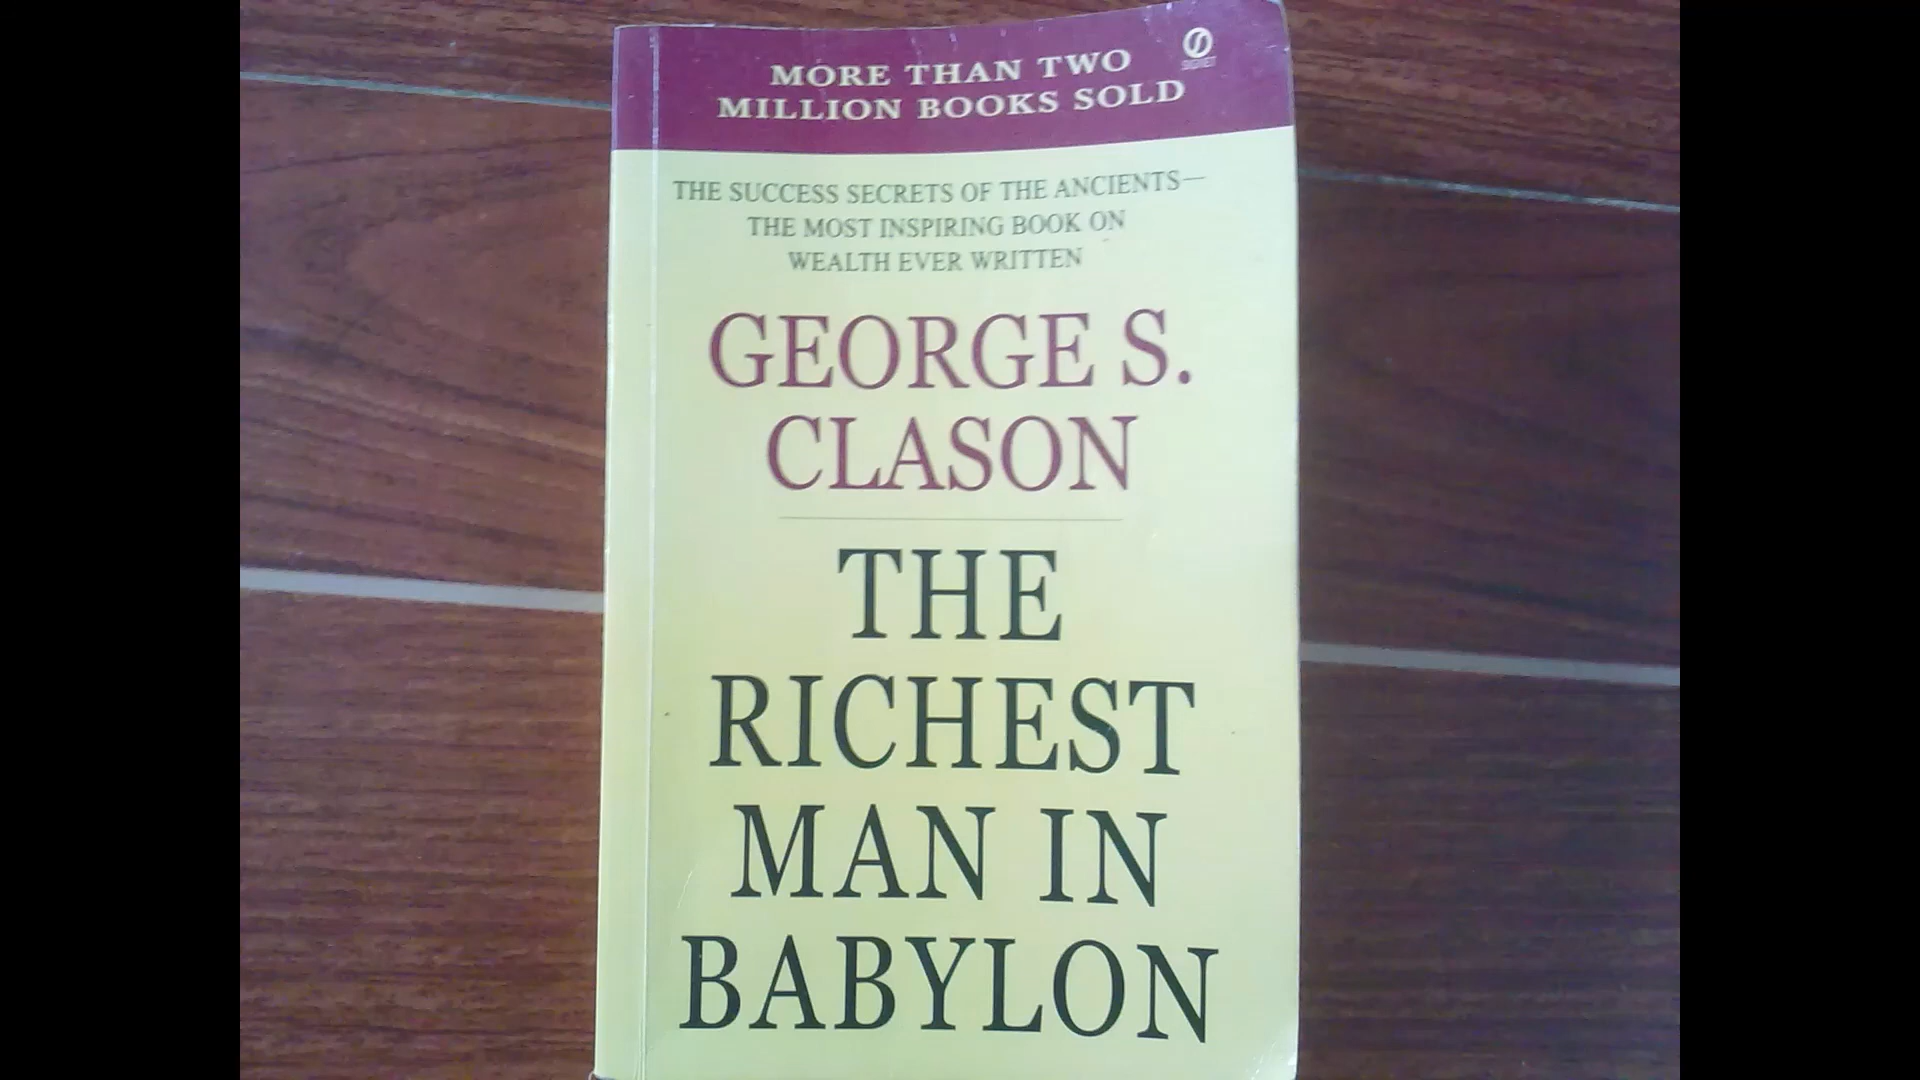 MORE THAN TWO
MILLION BOOKS SOLD
SIGNET
THE SUCCESS SECRETS OF THE ANCIENTS—
THE MOST INSPIRING BOOK ON
WEALTH EVER WRITTEN
GEORGE S.
CLASON
THE
RICHEST
MAN IN
BABYLON